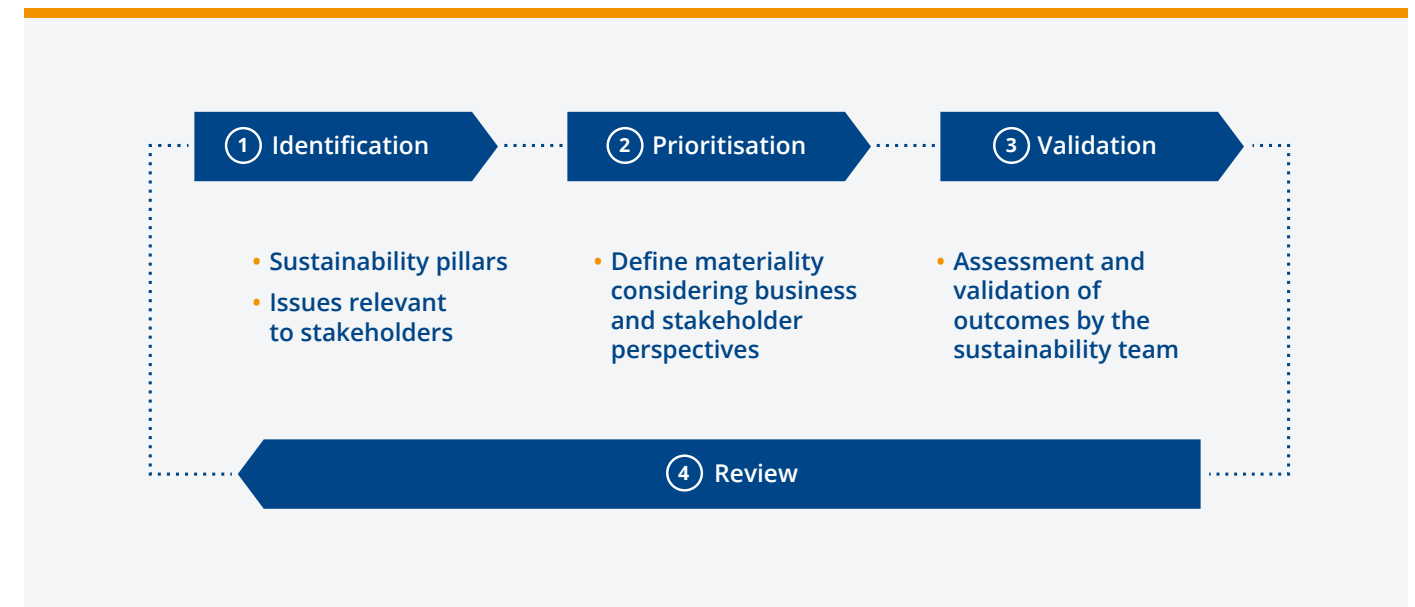 1 Identification
2 Prioritisation
3 Validation
• Sustainability pillars
• Issues relevant
to stakeholders
• Define materiality
considering business
and stakeholder
perspectives
• Assessment and
validation of
outcomes by the
sustainability team
4 Review